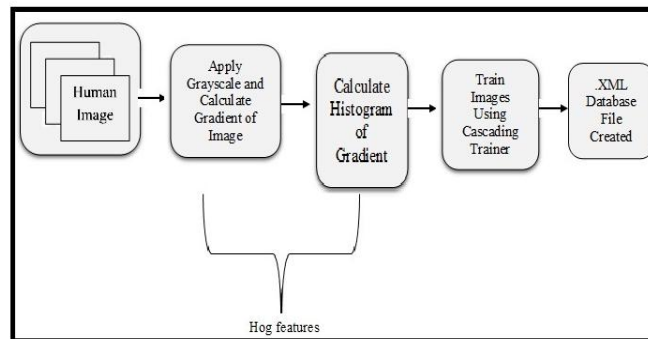 Human
Image
Apply
Grayscale and
Calculate
Gradient of
Image
Calculate
Histogram
of
Gradient
Train
Images
Using
Cascading
Trainer
.XML
Database
File
Created
Hog features